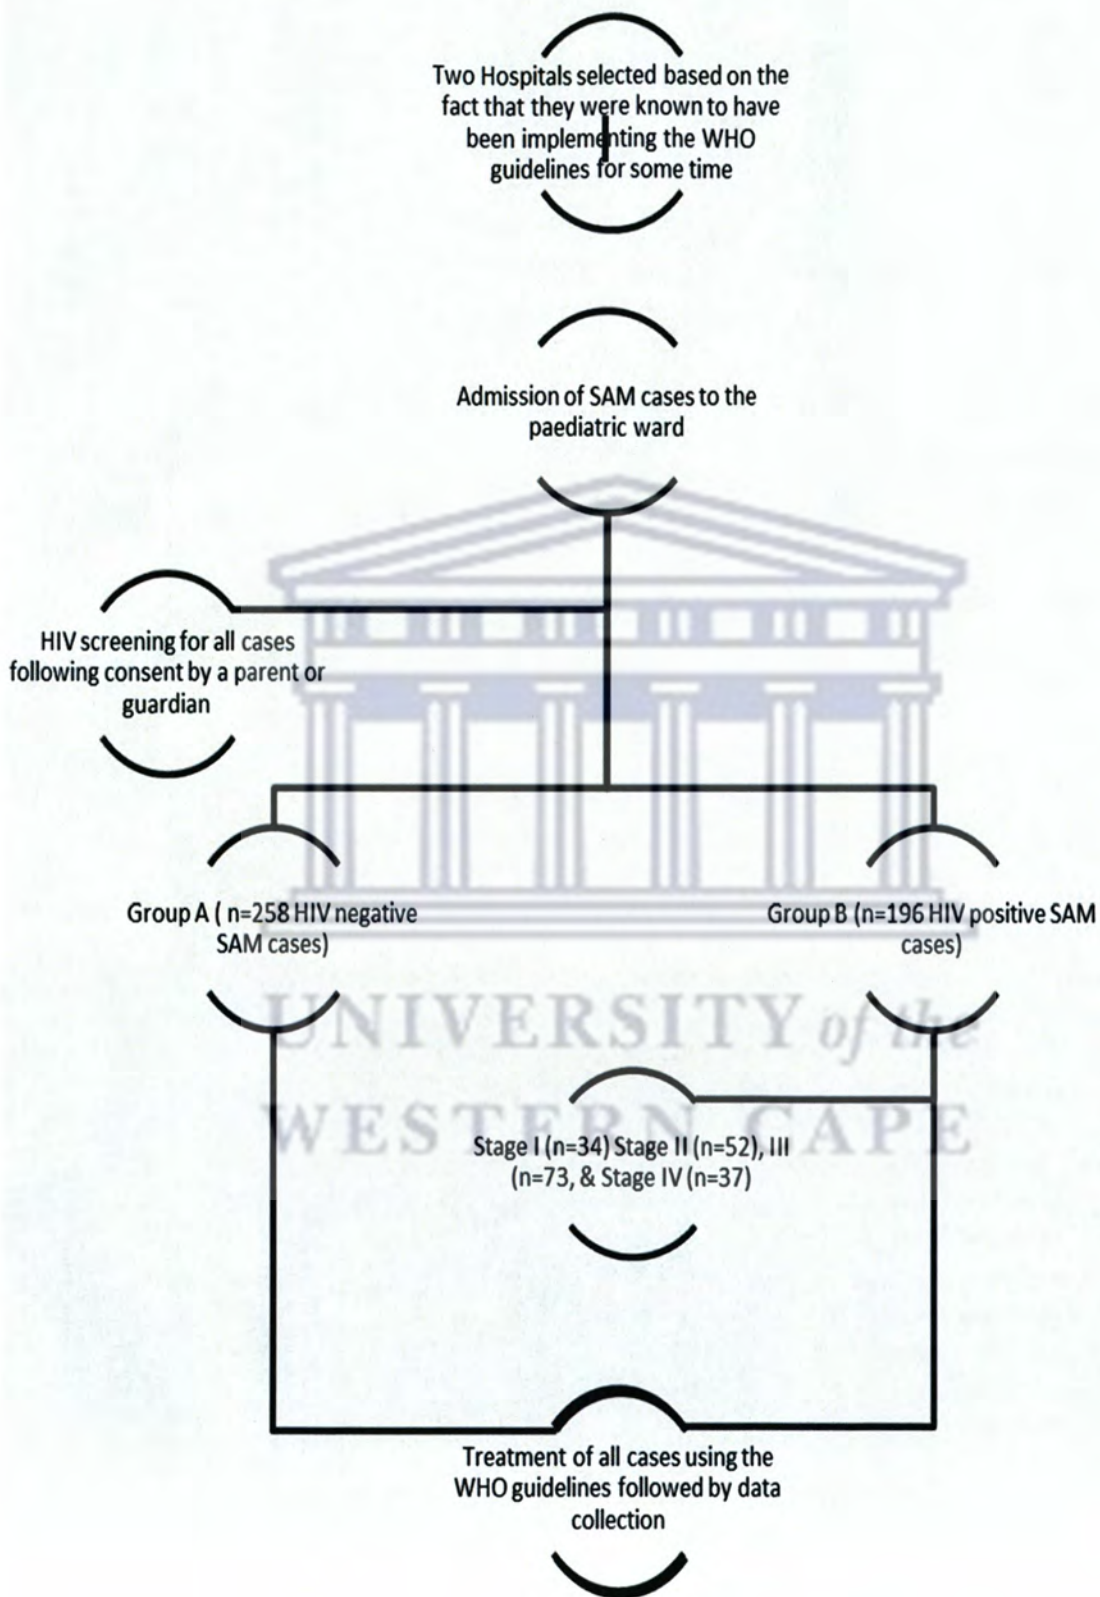 Two Hospitals selected based on the
fact that they were known to have
been implementing the WHO
guidelines for some time
Admission of SAM cases to the
paediatric ward
HIV screening for all cases
following consent by a parent or
guardian
Group A ( n=258 HIV negative
SAM cases)
Group B (n=196 HIV positive SAM
cases)
UNIVERSITY of the
WESTERN CAPE
Stage I (n=34) Stage II (n=52), III
(n=73, & Stage IV (n=37)
Treatment of all cases using the
WHO guidelines followed by data
collection